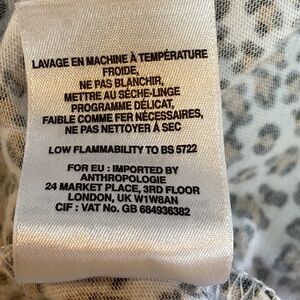 LAVAGE EN MACHINE À TEMPÉRATURE
FROIDE,
NE PAS BLANCHIR,
METTRE AU SÉCHE-LINGE
PROGRAMME DÉLICAT,
FAIBLE COMME FER NÉCESSAIRES,
NE PAS NETTOYER À SEC
LOW FLAMMABILITY TO BS 5722
FOR EU : IMPORTED BY
ANTHROPOLOGIE
24 MARKET PLACE, 3RD FLOOR
LONDON, UK W1W8AN
CIF : VAT No. GB 684936382